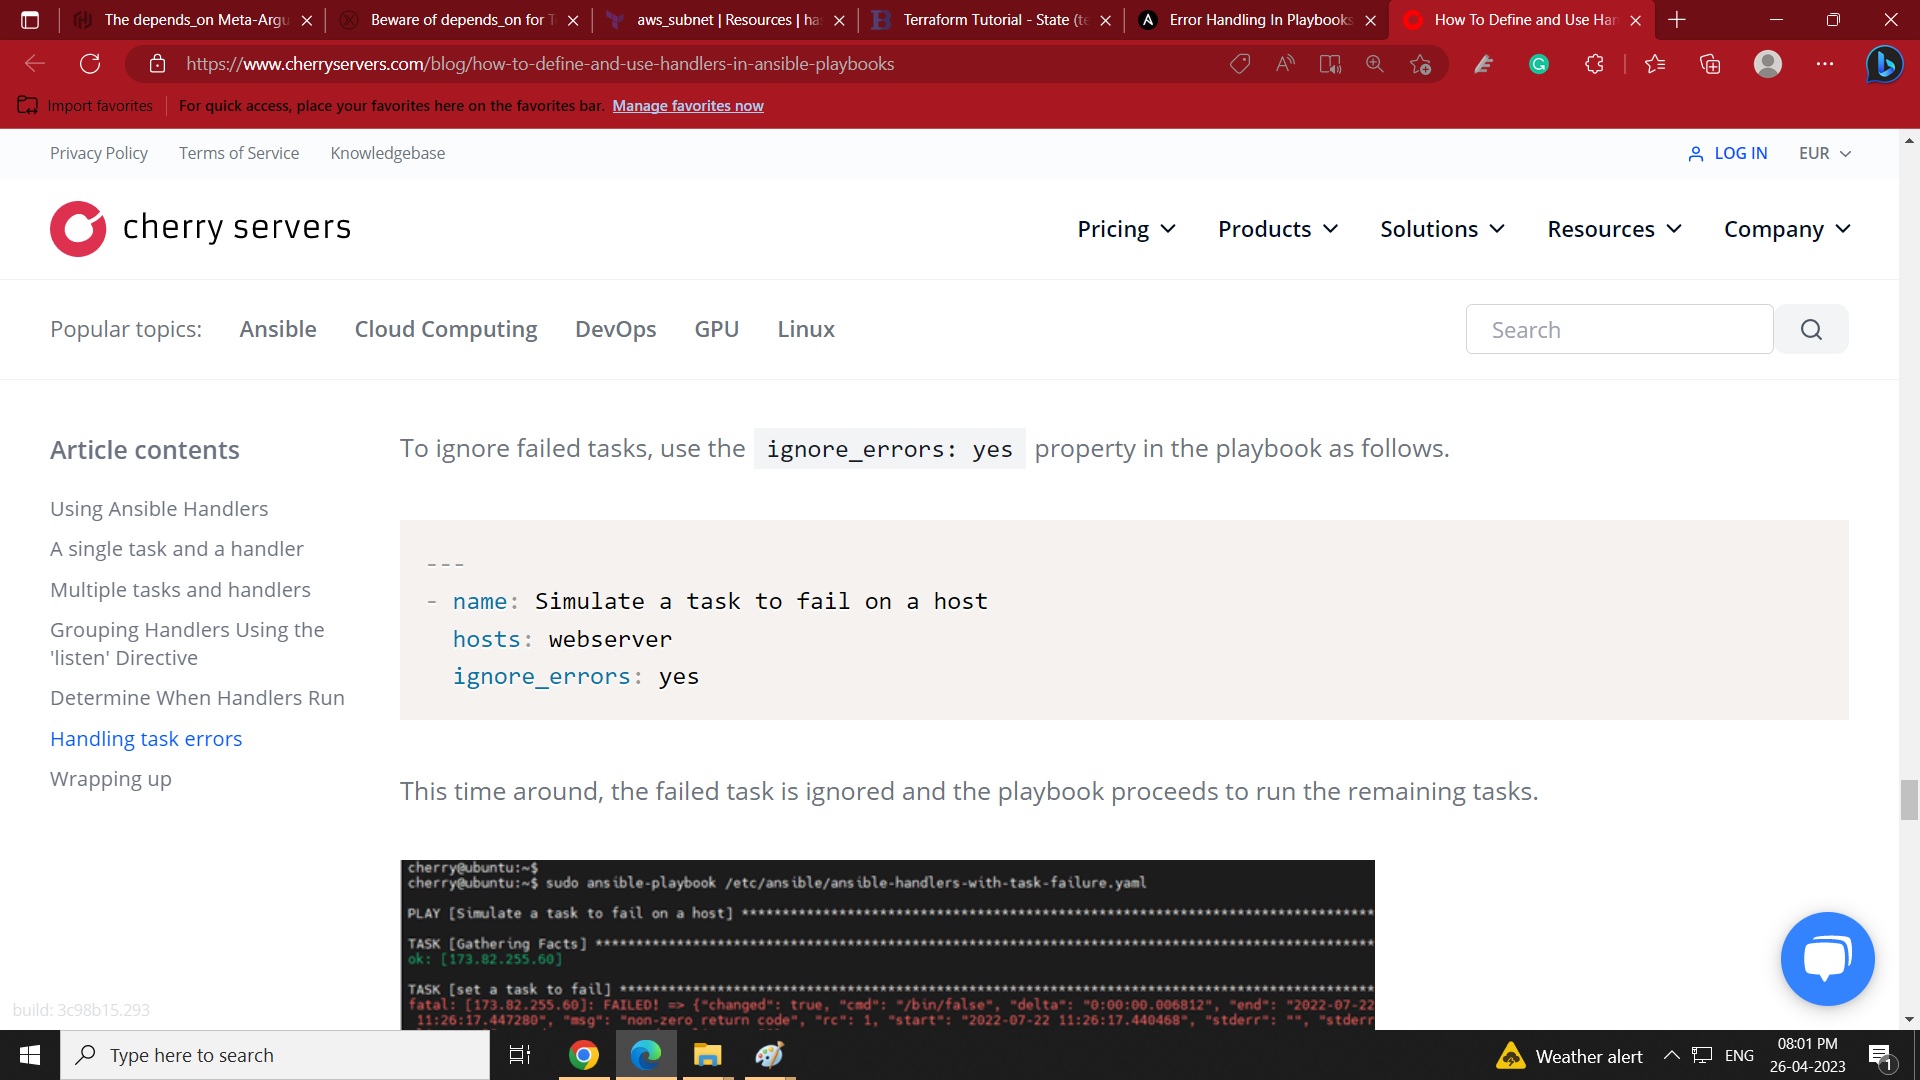 The depends_on Meta-Argu
Beware of depends_on for T
aws_subnet | Resources | ha
Terraform Tutorial - State (te
Error Handling In Playbooks
How To Define and Use Han
https://www.cherryservers.com/blog/how-to-define-and-use-handlers-in-ansible-playbooks
Import favorites
For quick access, place your favorites here on the favorites bar. Manage favorites now
Privacy Policy Terms of Service Knowledgebase
LOG IN EUR
cherry servers
Pricing Products Solutions Resources Company
Popular topics: Ansible Cloud Computing DevOps GPU Linux
Search
Article contents
Using Ansible Handlers
A single task and a handler
Multiple tasks and handlers
Grouping Handlers Using the
'listen' Directive
Determine When Handlers Run
Handling task errors
Wrapping up
To ignore failed tasks, use the ignore_errors: yes property in the playbook as follows.
---
- name: Simulate a task to fail on a host
hosts: webserver
ignore_errors: yes
This time around, the failed task is ignored and the playbook proceeds to run the remaining tasks.
cherry@ubuntu:~$
cherry@ubuntu:~$ sudo ansible-playbook /etc/ansible/ansible-handlers-with-task-failure.yaml
PLAY [Simulate a task to fail on a host] ******************************************************************************
TASK [Gathering Facts] ************************************************************************************************
ok: [173.82.255.60]
TASK [set a task to fail] *********************************************************************************************
fatal: [173.82.255.60]: FAILED! => {"changed": true, "cmd": "/bin/false", "delta": "0:00:00.006812", "end": "2022-07-22
11:26:17.447280", "msg": "non-zero return code", "rc": 1, "start": "2022-07-22 11:26:17.440468", "stderr": "", "stderr
build: 3c98b15.293
Type here to search
Weather alert
ENG
08:01 PM
26-04-2023
1